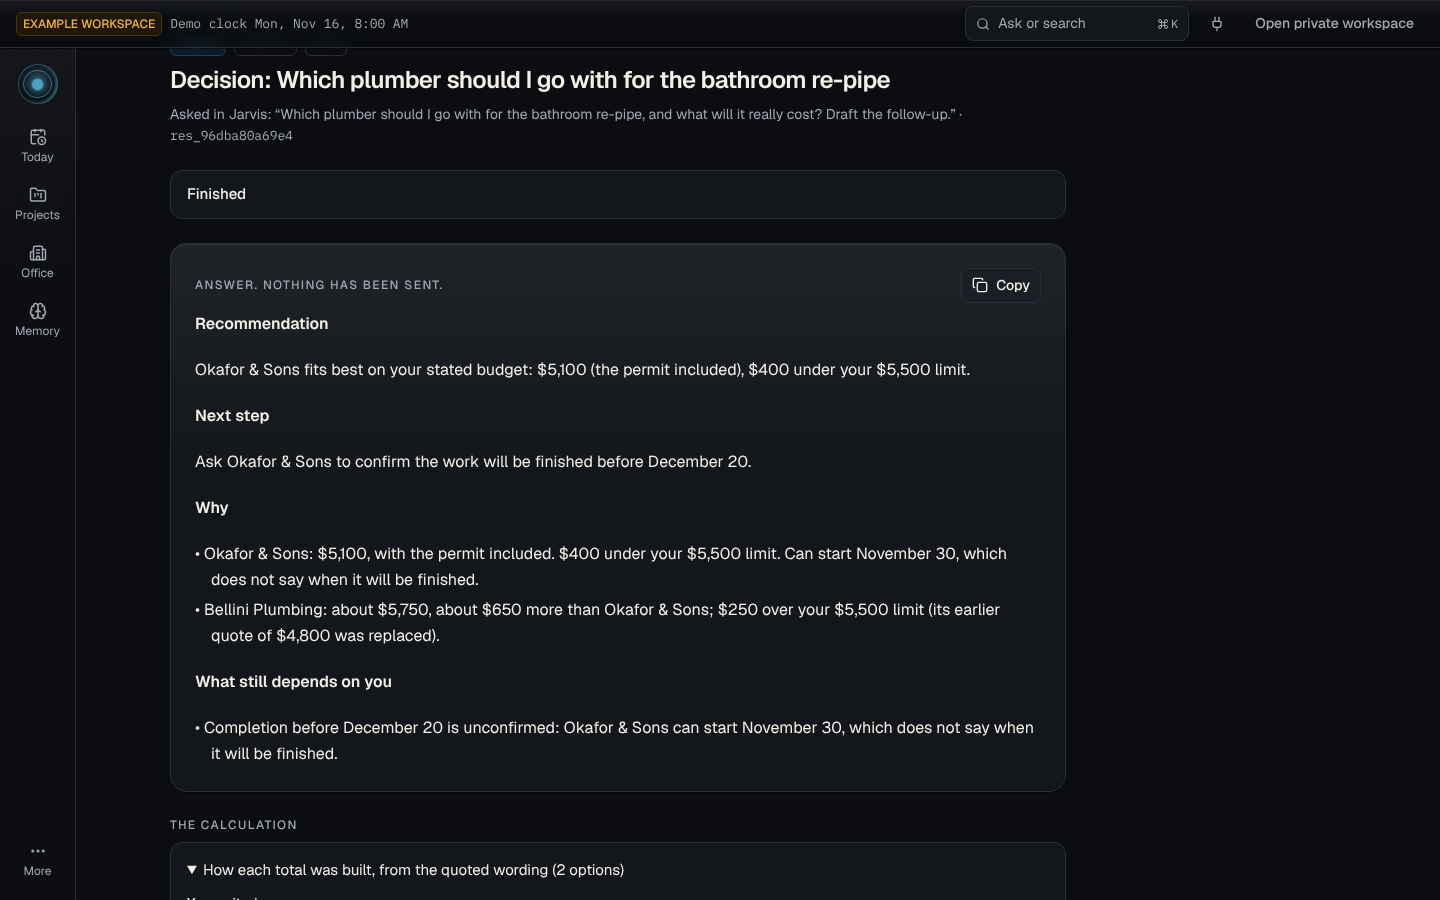 EXAMPLE WORKSPACE Demo clock Mon, Nov 16, 8:00 AM
Ask or search ⌘K
Open private workspace
Today
Projects
Office
Memory
More
Decision: Which plumber should I go with for the bathroom re-pipe
Asked in Jarvis: “Which plumber should I go with for the bathroom re-pipe, and what will it really cost? Draft the follow-up.” ·
res_96dba80a69e4
Finished
ANSWER. NOTHING HAS BEEN SENT.
Copy
Recommendation
Okafor & Sons fits best on your stated budget: $5,100 (the permit included), $400 under your $5,500 limit.
Next step
Ask Okafor & Sons to confirm the work will be finished before December 20.
Why
• Okafor & Sons: $5,100, with the permit included. $400 under your $5,500 limit. Can start November 30, which
does not say when it will be finished.
• Bellini Plumbing: about $5,750, about $650 more than Okafor & Sons; $250 over your $5,500 limit (its earlier
quote of $4,800 was replaced).
What still depends on you
• Completion before December 20 is unconfirmed: Okafor & Sons can start November 30, which does not say when
it will be finished.
THE CALCULATION
▼ How each total was built, from the quoted wording (2 options)